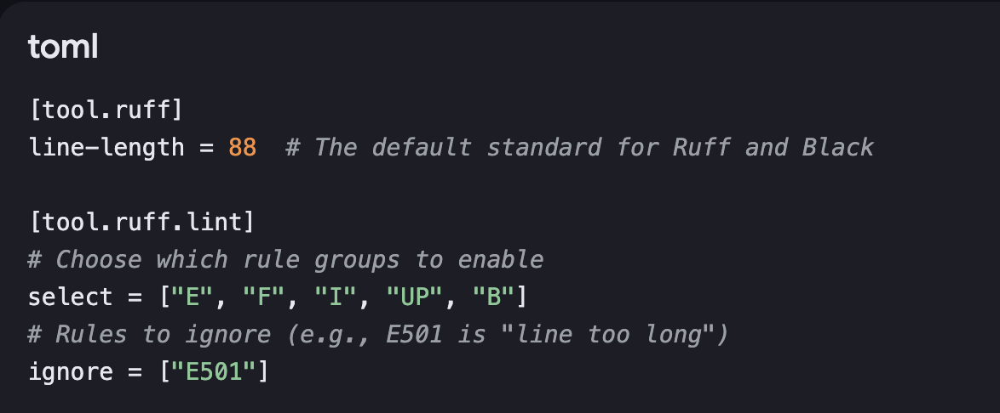 toml
[tool.ruff]
line-length = 88  # The default standard for Ruff and Black
[tool.ruff.lint]
# Choose which rule groups to enable
select = ["E", "F", "I", "UP", "B"]
# Rules to ignore (e.g., E501 is "line too long")
ignore = ["E501"]